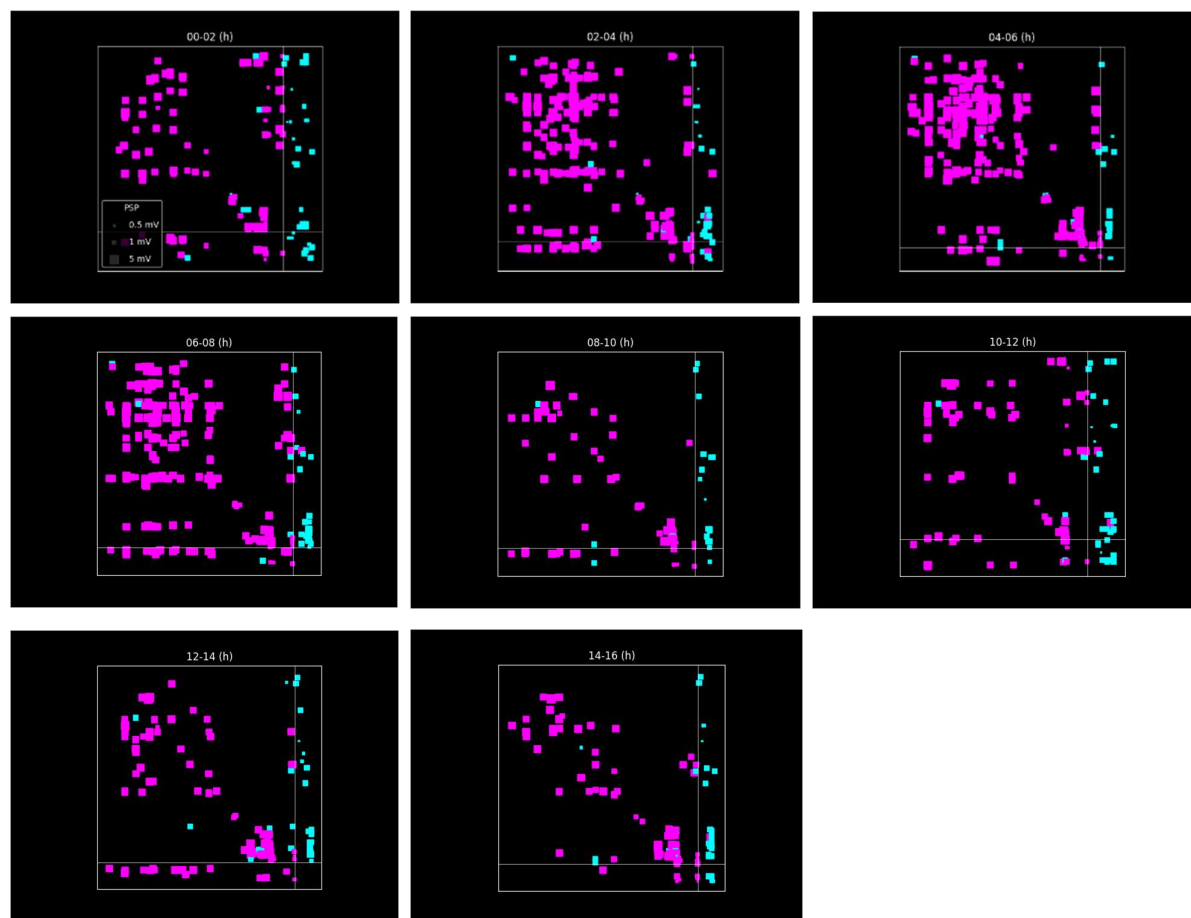 00-02 (h)
02-04 (h)
04-06 (h)
PSP
0.5 mV
1 mV
5 mV
06-08 (h)
08-10 (h)
10-12 (h)
12-14 (h)
14-16 (h)